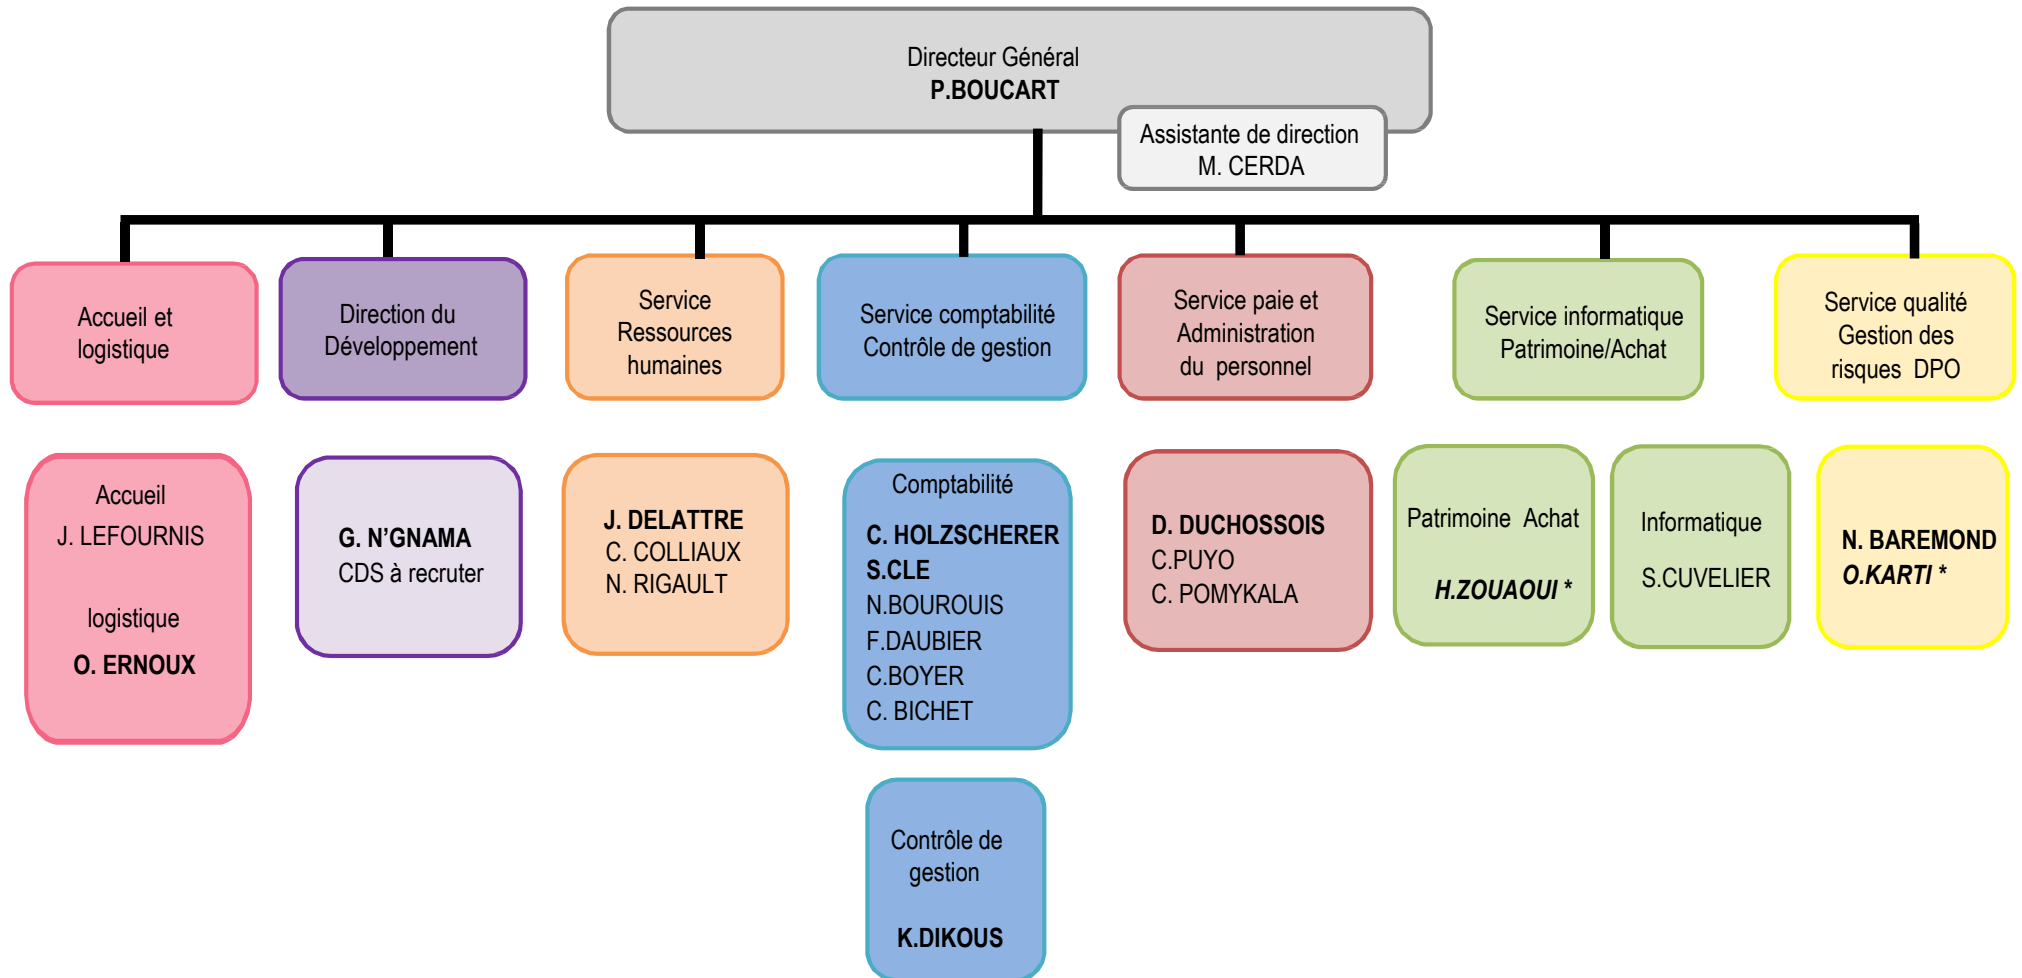 Directeur Général
P.BOUCART
Assistante de direction
M. CERDA
Accueil et
logistique
Direction du
Développement
Service
Ressources
humaines
Service comptabilité
Contrôle de gestion
Service paie et
Administration
du personnel
Service informatique
Patrimoine/Achat
Service qualité
Gestion des
risques DPO
Accueil
J. LEFOURNIS
logistique
O. ERNOUX
G. N’GNAMA
CDS à recruter
J. DELATTRE
C. COLLIAUX
N. RIGAULT
Comptabilité
C. HOLZSCHERER
S.CLE
N.BOUROUIS
F.DAUBIER
C.BOYER
C. BICHET
Contrôle de
gestion
K.DIKOUS
D. DUCHOSSOIS
C.PUYO
C. POMYKALA
Patrimoine Achat
H.ZOUAOUI *
Informatique
S.CUVELIER
N. BAREMOND
O.KARTI *